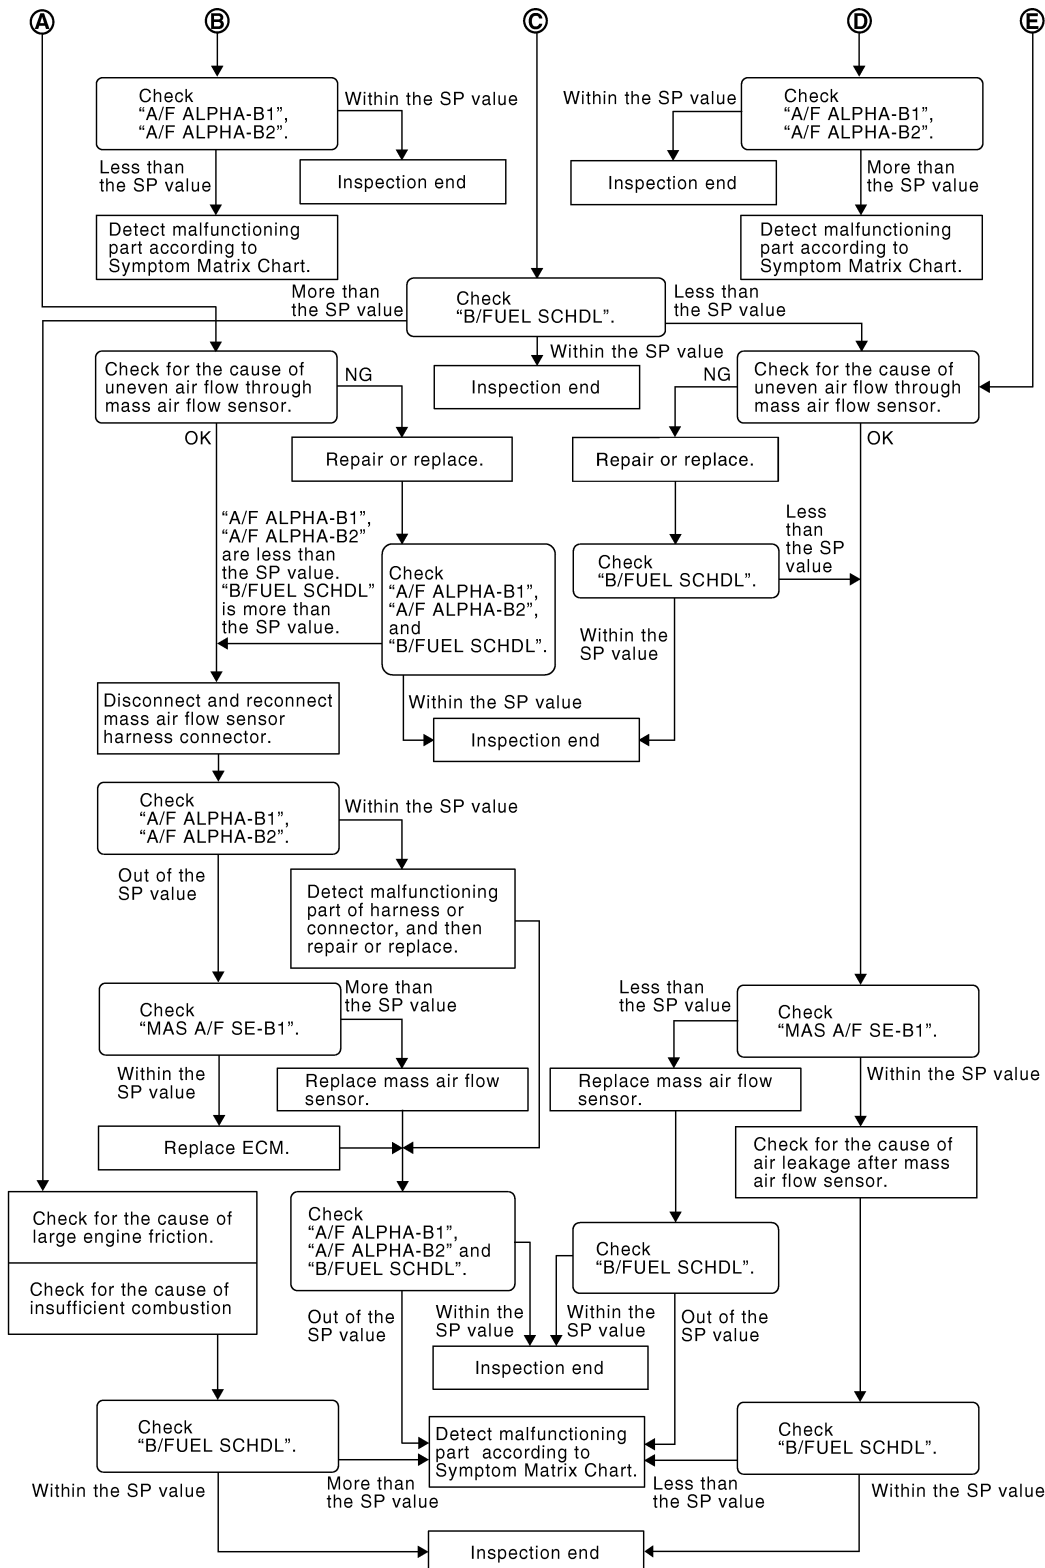 A
B
C
D
E
Check
“A/F ALPHA-B1”,
“A/F ALPHA-B2”.
Within the SP value
Less than
the SP value
Inspection end
Detect malfunctioning
part according to
Symptom Matrix Chart.
Within the SP value
Check
“A/F ALPHA-B1”,
“A/F ALPHA-B2”.
Inspection end
More than
the SP value
Detect malfunctioning
part according to
Symptom Matrix Chart.
More than
the SP value
Check
“B/FUEL SCHDL”.
Less than
the SP value
Within the SP value
Inspection end
Check for the cause of
uneven air flow through
mass air flow sensor.
NG
OK
Repair or replace.
NG
Check for the cause of
uneven air flow through
mass air flow sensor.
OK
Repair or replace.
“A/F ALPHA-B1”,
“A/F ALPHA-B2”
are less than
the SP value.
“B/FUEL SCHDL”
is more than
the SP value.
Check
“A/F ALPHA-B1”,
“A/F ALPHA-B2”,
and
“B/FUEL SCHDL”.
Check
“B/FUEL SCHDL”.
Less
than
the SP
value
Within the
SP value
Within the SP value
Inspection end
Disconnect and reconnect
mass air flow sensor
harness connector.
Check
“A/F ALPHA-B1”,
“A/F ALPHA-B2”.
Within the SP value
Out of the
SP value
Detect malfunctioning
part of harness or
connector, and then
repair or replace.
Check
“MAS A/F SE-B1”.
More than
the SP value
Within the
SP value
Replace mass air flow
sensor.
Replace ECM.
Less than
the SP value
Check
“MAS A/F SE-B1”.
Within the SP value
Replace mass air flow
sensor.
Check for the cause of
air leakage after mass
air flow sensor.
Check for the cause of
large engine friction.
Check for the cause of
insufficient combustion
Check
“A/F ALPHA-B1”,
“A/F ALPHA-B2” and
“B/FUEL SCHDL”.
Out of the
SP value
Within the
SP value
Check
“B/FUEL SCHDL”.
Within the
SP value
Out of the
SP value
Inspection end
Check
“B/FUEL SCHDL”.
Within the SP value
More than
the SP value
Detect malfunctioning
part according to
Symptom Matrix Chart.
Check
“B/FUEL SCHDL”.
Less than
the SP value
Within the SP value
Inspection end